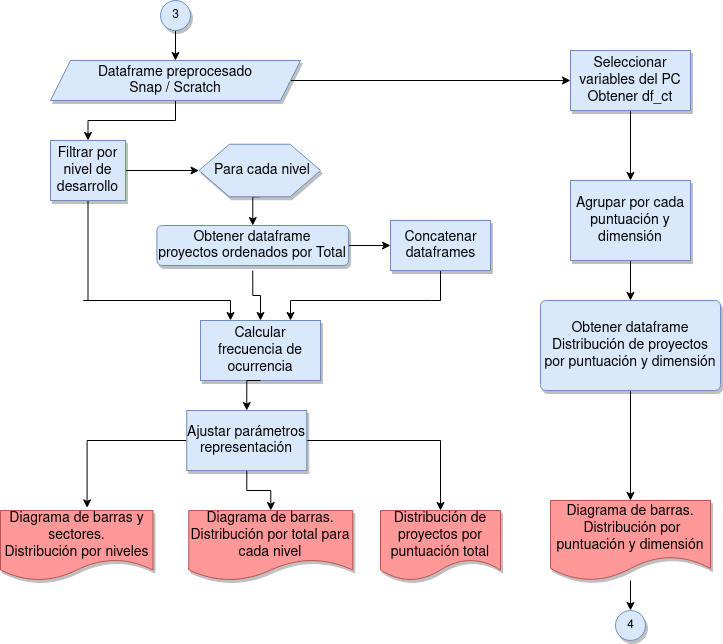 3
Dataframe preprocesado
Snap / Scratch
Seleccionar
variables del PC
Obtener df_ct
Filtrar por
nivel de
desarrollo
Para cada nivel
Agrupar por cada
puntuación y
dimensión
Obtener dataframe
proyectos ordenados por Total
Concatenar
dataframes
Calcular
frecuencia de
ocurrencia
Obtener dataframe
Distribución de proyectos
por puntuación y dimensión
Ajustar parámetros
representación
Diagrama de barras y
sectores.
Distribución por niveles
Diagrama de barras.
Distribución por total para
cada nivel
Distribución de
proyectos por
puntuación total
Diagrama de barras.
Distribución por
puntuación y dimensión
4